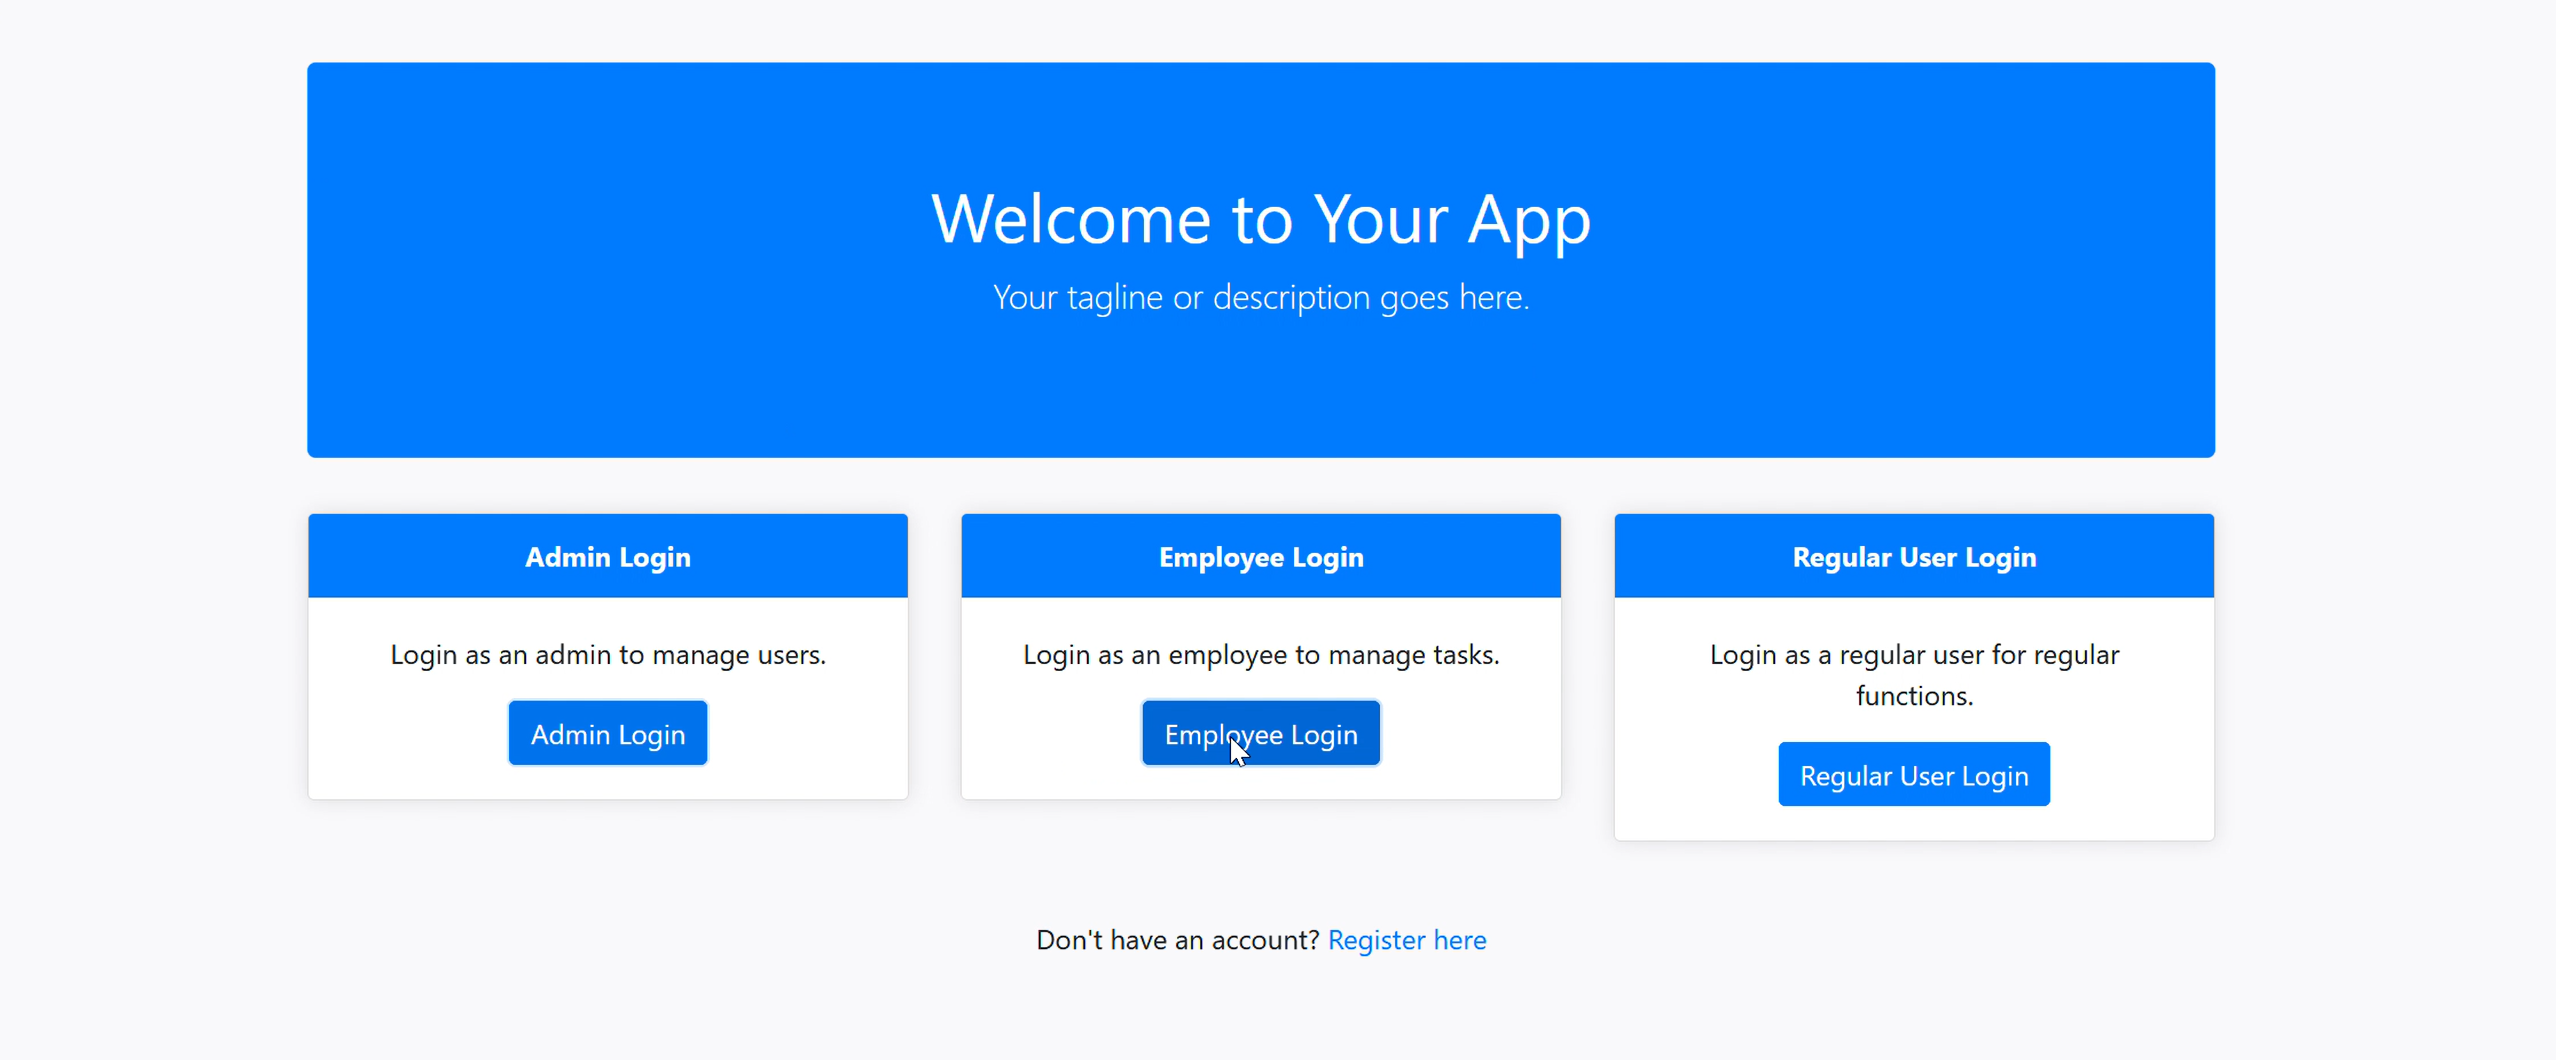 Welcome to Your App
Your tagline or description goes here.
Admin Login
Login as an admin to manage users.
Admin Login
Employee Login
Login as an employee to manage tasks.
Employee Login
Regular User Login
Login as a regular user for regular
functions.
Regular User Login
Don't have an account? Register here